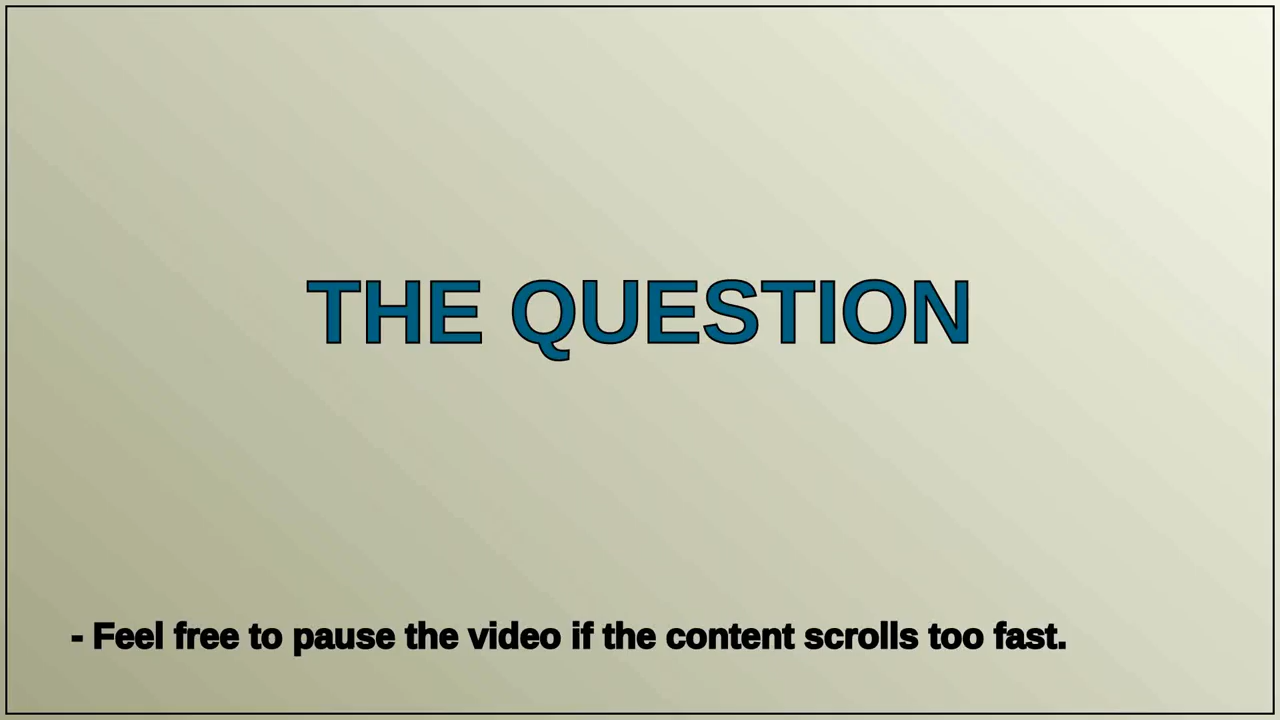 THE QUESTION
- Feel free to pause the video if the content scrolls too fast.